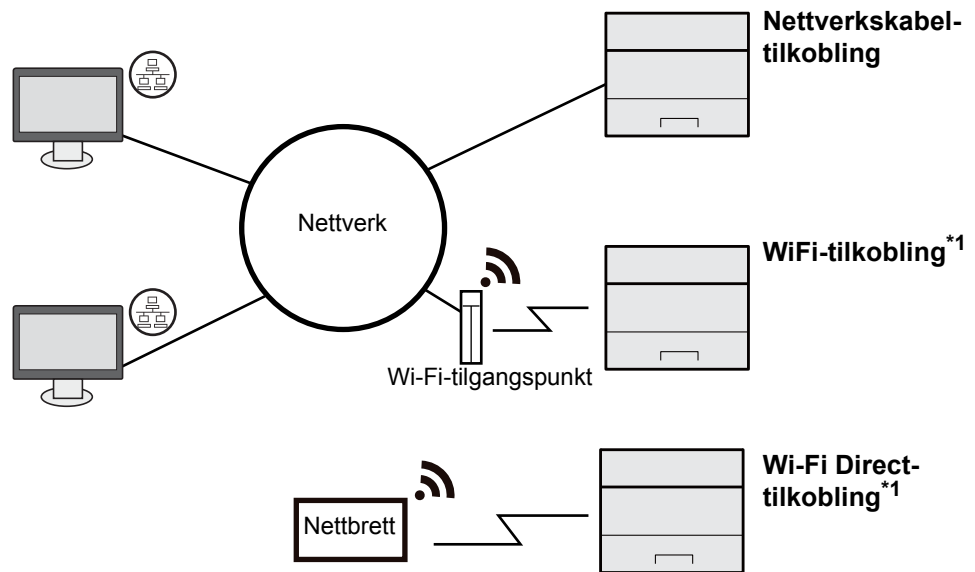 Nettverkskabel-
tilkobling
Nettverk
WiFi-tilkobling*1
Wi-Fi-tilgangspunkt
Wi-Fi Direct-
tilkobling*1
Nettbrett